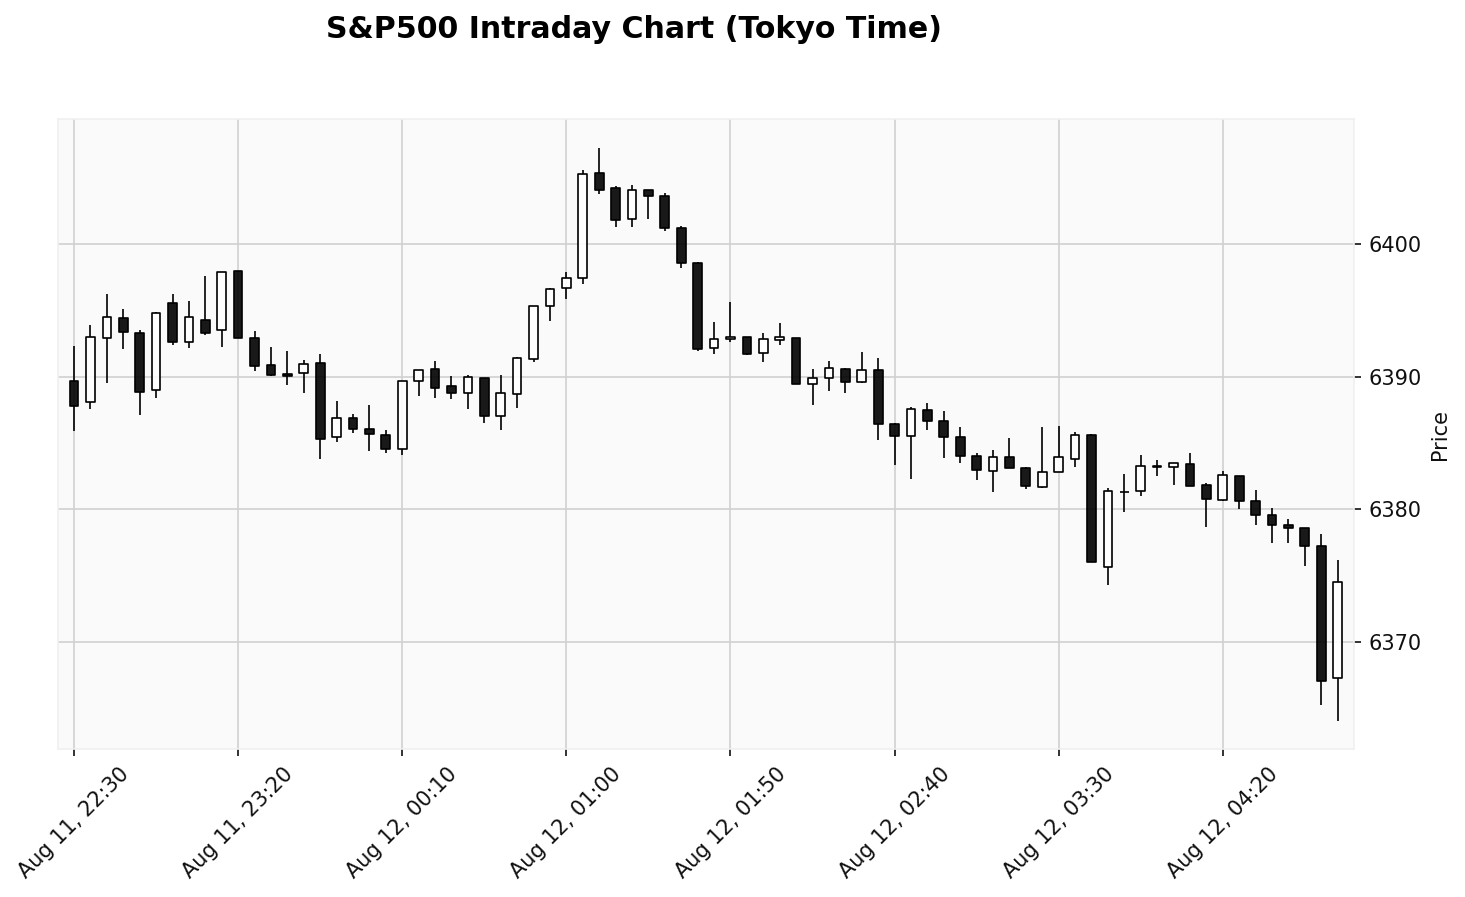 S&P500 Intraday Chart (Tokyo Time)
6400
6390
6380
6370
Price
Aug 11, 22:30
Aug 11, 23:20
Aug 12, 00:10
Aug 12, 01:00
Aug 12, 01:50
Aug 12, 02:40
Aug 12, 03:30
Aug 12, 04:20